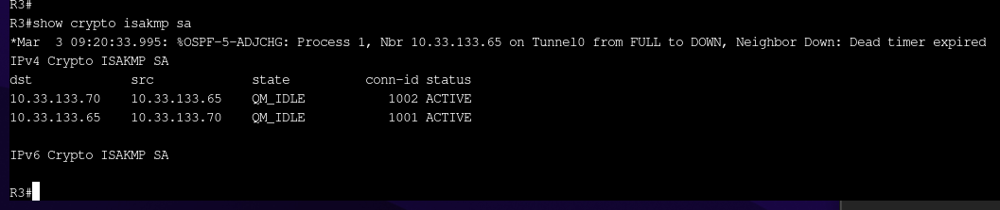 R3#
R3#show crypto isakmp sa
*Mar  3 09:20:33.995: %OSPF-5-ADJCHG: Process 1, Nbr 10.33.133.65 on Tunnel0 from FULL to DOWN, Neighbor Down: Dead timer expired
IPv4 Crypto ISAKMP SA
dst             src             state          conn-id status
10.33.133.70    10.33.133.65    QM_IDLE           1002 ACTIVE
10.33.133.65    10.33.133.70    QM_IDLE           1001 ACTIVE
IPv6 Crypto ISAKMP SA
R3#